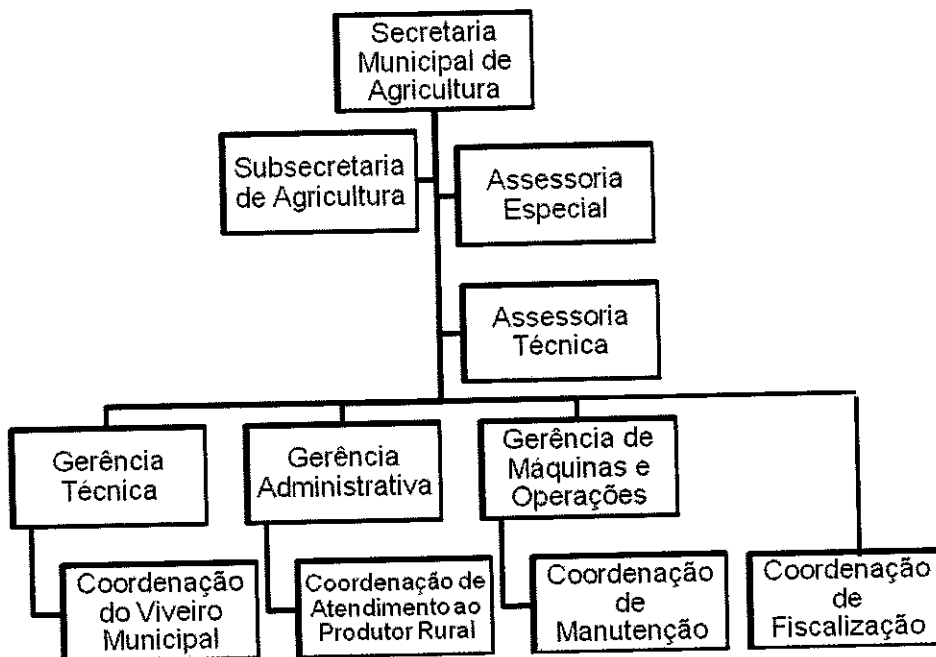 Secretaria
Municipal de
Agricultura
Subsecretaria
de Agricultura
Assessoria
Especial
Assessoria
Técnica
Gerência
Técnica
Gerência
Administrativa
Gerência de
Máquinas e
Operações
Coordenação
do Viveiro
Municipal
Coordenação de
Atendimento ao
Produtor Rural
Coordenação
de
Manutenção
Coordenação
de
Fiscalização